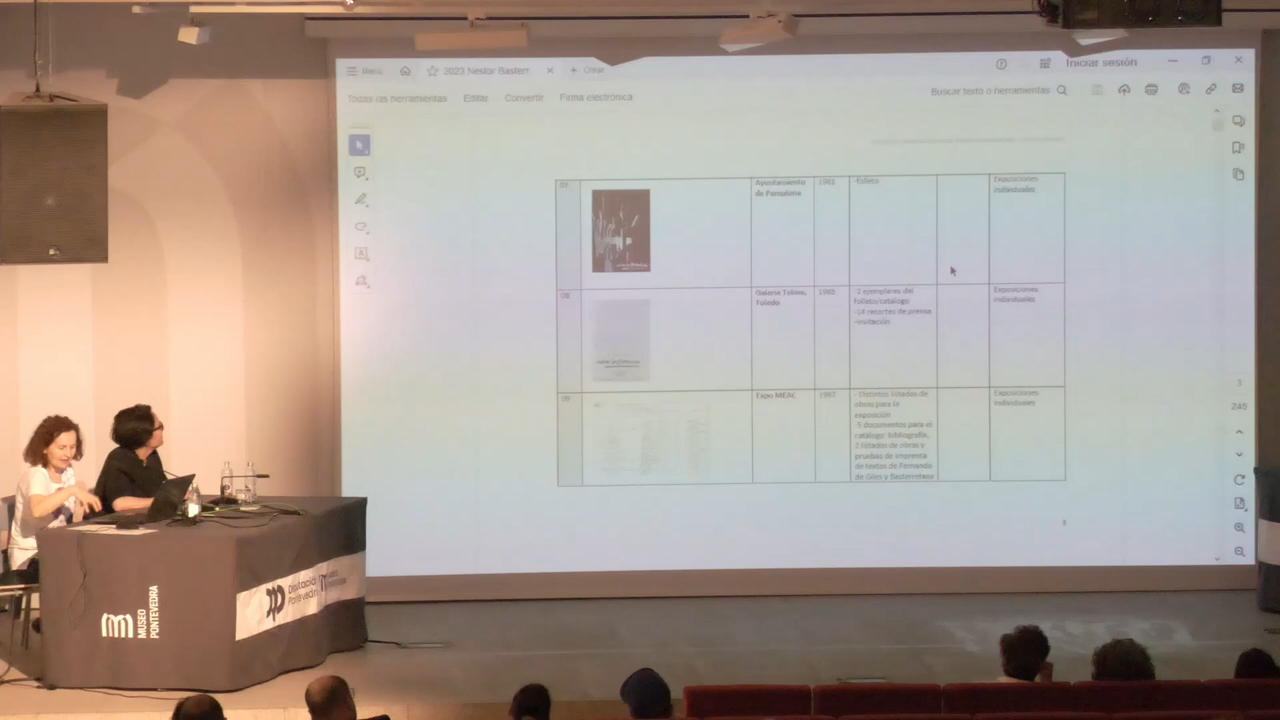 Menú
2023 Nestor Basterr
+ Crear
Iniciar sesión
Todas las herramientas
Editar
Convertir
Firma electrónica
Buscar texto o herramientas
07
Ayuntamiento
de Pamplona
1981
-Folleto
Exposiciones
individuales
08
Galería Tolmo,
Toledo
1985
-2 ejemplares del
folleto/catálogo
-14 recortes de prensa
-Invitación
Exposiciones
individuales
09
Expo MEAC
1987
- Distintos listados de
obras para la
exposición
-5 documentos para el
catálogo: bibliografía,
2 listados de obras y
pruebas de imprenta
de textos de Fernando
de Giles y Basterretxea
Exposiciones
individuales
3
245
MUSEO
PONTEVEDRA
Deputación
Pontevedra